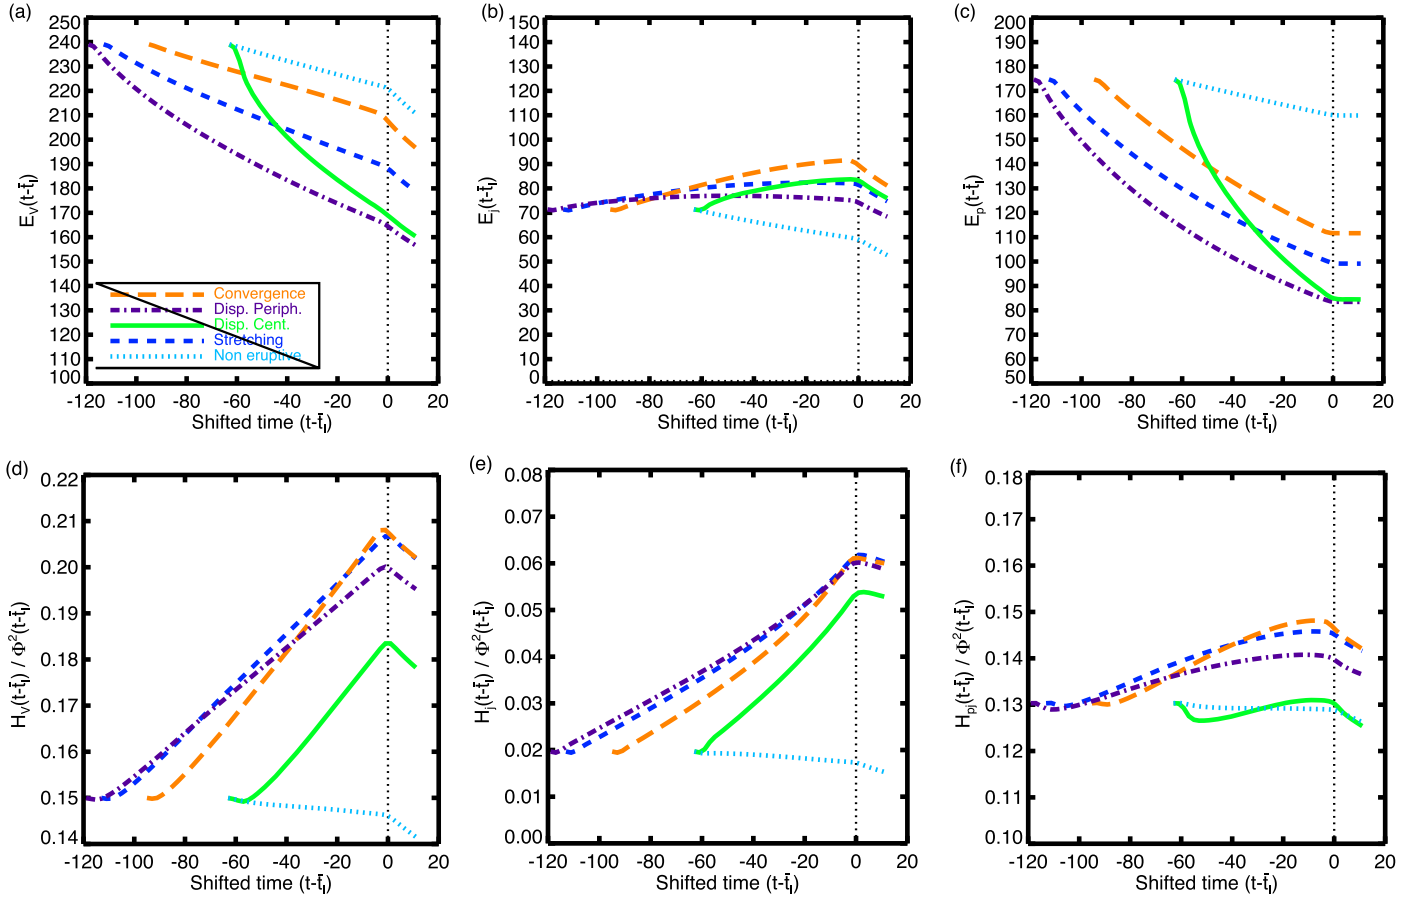 (a)
240
230
220
210
200
190
180
170
160
150
140
130
120
110
100
E_V(t-t̄_I)
Convergence
Disp. Periph.
Disp. Cent.
Stretching
Non eruptive
-120 -100 -80 -60 -40 -20 0 20
Shifted time (t-t̄_I)
(b)
150
140
130
120
110
100
90
80
70
60
50
40
30
20
10
0
E_j(t-t̄_I)
-120 -100 -80 -60 -40 -20 0 20
Shifted time (t-t̄_I)
(c)
200
190
180
170
160
150
140
130
120
110
100
90
80
70
60
50
E_p(t-t̄_I)
-120 -100 -80 -60 -40 -20 0 20
Shifted time (t-t̄_I)
(d)
0.22
0.21
0.20
0.19
0.18
0.17
0.16
0.15
0.14
H_V(t-t̄_I) / Φ²(t-t̄_I)
-120 -100 -80 -60 -40 -20 0 20
Shifted time (t-t̄_I)
(e)
0.08
0.07
0.06
0.05
0.04
0.03
0.02
0.01
0.00
H_j(t-t̄_I) / Φ²(t-t̄_I)
-120 -100 -80 -60 -40 -20 0 20
Shifted time (t-t̄_I)
(f)
0.18
0.17
0.16
0.15
0.14
0.13
0.12
0.11
0.10
H_pj(t-t̄_I) / Φ²(t-t̄_I)
-120 -100 -80 -60 -40 -20 0 20
Shifted time (t-t̄_I)